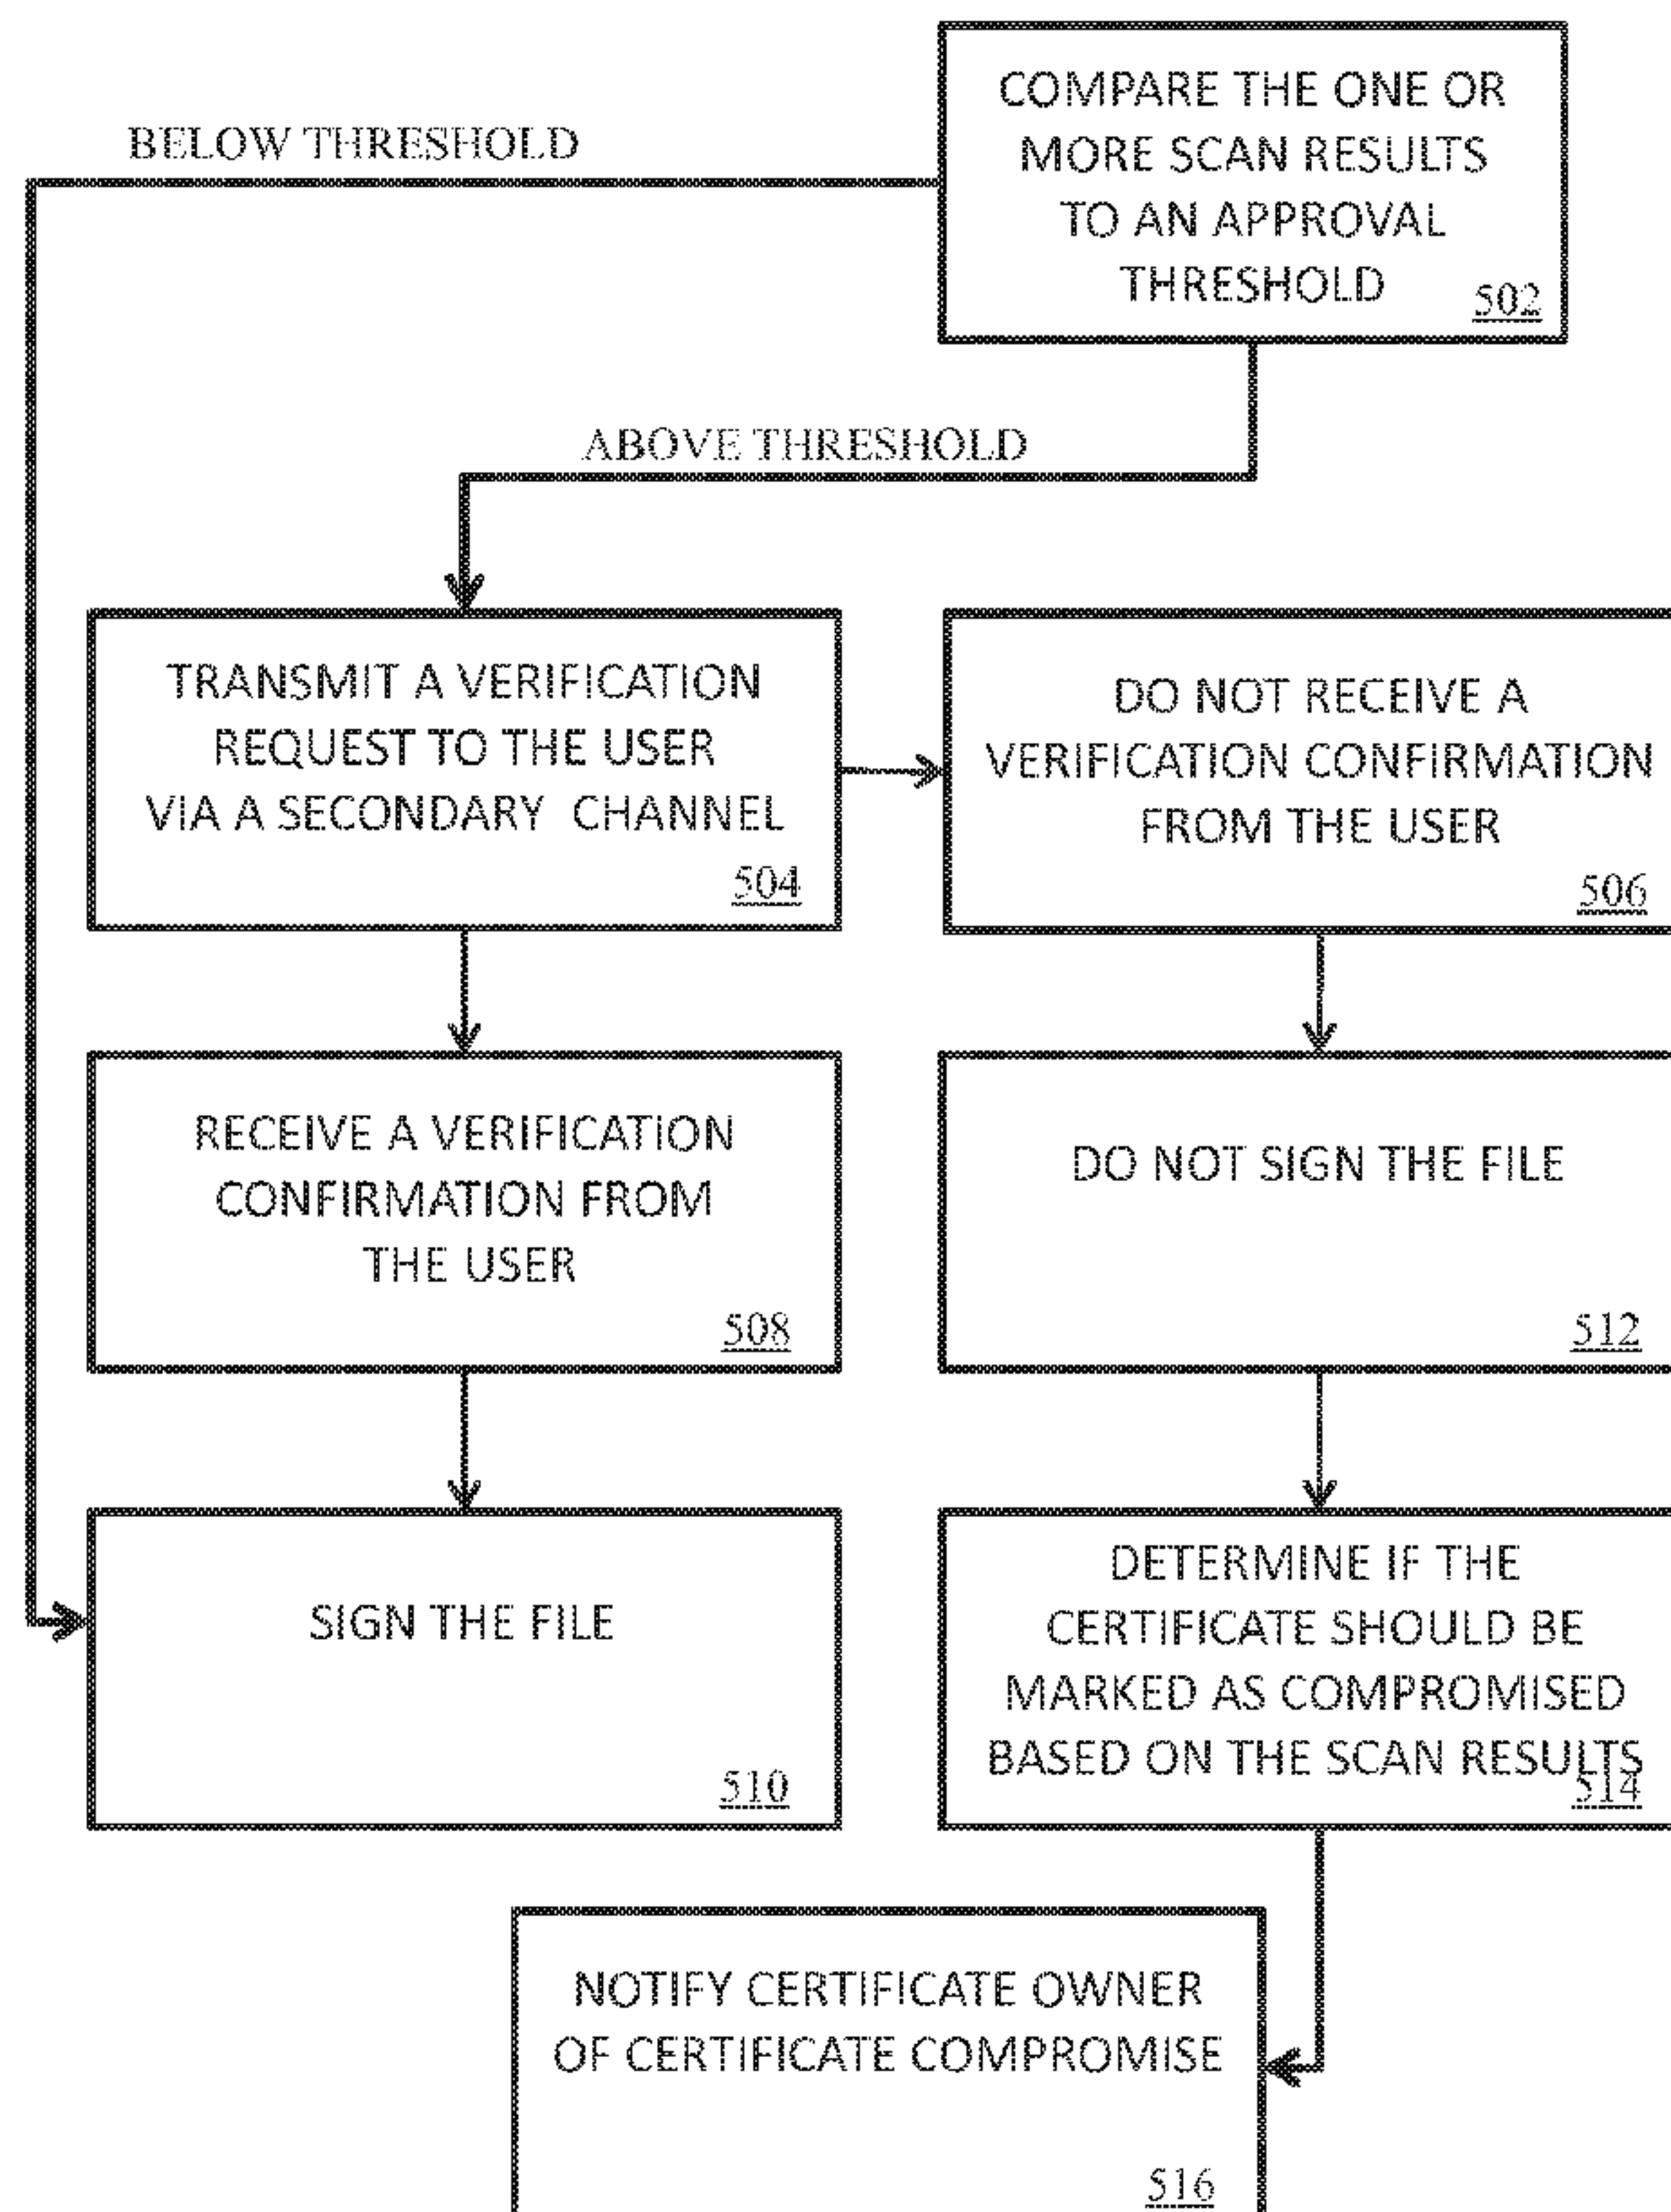 COMPARE THE ONE OR
MORE SCAN RESULTS
TO AN APPROVAL
THRESHOLD
502
BELOW THRESHOLD
ABOVE THRESHOLD
TRANSMIT A VERIFICATION
REQUEST TO THE USER
VIA A SECONDARY CHANNEL
504
DO NOT RECEIVE A
VERIFICATION CONFIRMATION
FROM THE USER
506
RECEIVE A VERIFICATION
CONFIRMATION FROM
THE USER
508
DO NOT SIGN THE FILE
512
SIGN THE FILE
510
DETERMINE IF THE
CERTIFICATE SHOULD BE
MARKED AS COMPROMISED
BASED ON THE SCAN RESULTS
514
NOTIFY CERTIFICATE OWNER
OF CERTIFICATE COMPROMISE
516